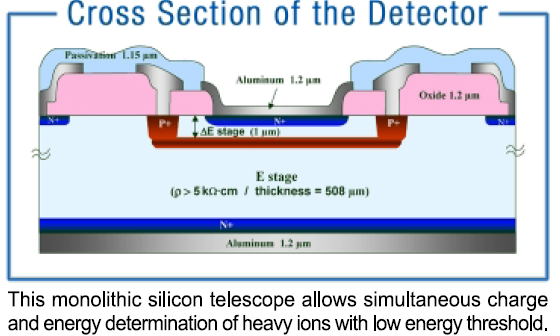 Cross Section of the Detector
Passivation 1.15 µm
Aluminum 1.2 µm
Oxide 1.2 µm
N+
P+
N+
P+
N+
ΔE stage (1 µm)
E stage
(ρ > 5 kΩ·cm / thickness = 508 µm)
N+
Aluminum 1.2 µm
This monolithic silicon telescope allows simultaneous charge
and energy determination of heavy ions with low energy threshold.